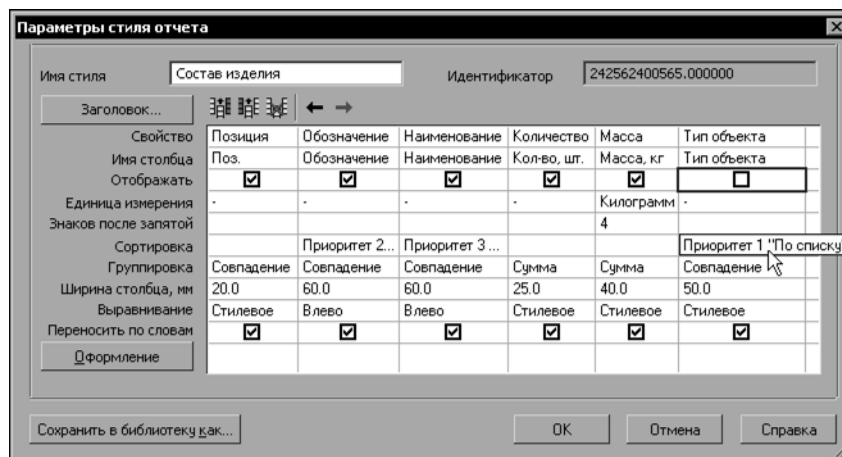 Параметры стиля отчета
Имя стиля Состав изделия Идентификатор 242562400565.000000
Заголовок...
Свойство Позиция Обозначение Наименование Количество Масса Тип объекта
Имя столбца Поз. Обозначение Наименование Кол-во, шт. Масса, кг Тип объекта
Отображать
Единица измерения - - - - Килограмм -
Знаков после запятой 4
Сортировка Приоритет 2... Приоритет 3 ... Приоритет 1 "По списку
Группировка Совпадение Совпадение Совпадение Сумма Сумма Совпадение
Ширина столбца, мм 20.0 60.0 60.0 25.0 40.0 50.0
Выравнивание Стилевое Влево Влево Стилевое Стилевое Стилевое
Переносить по словам
Оформление
Сохранить в библиотеку как... OK Отмена Справка